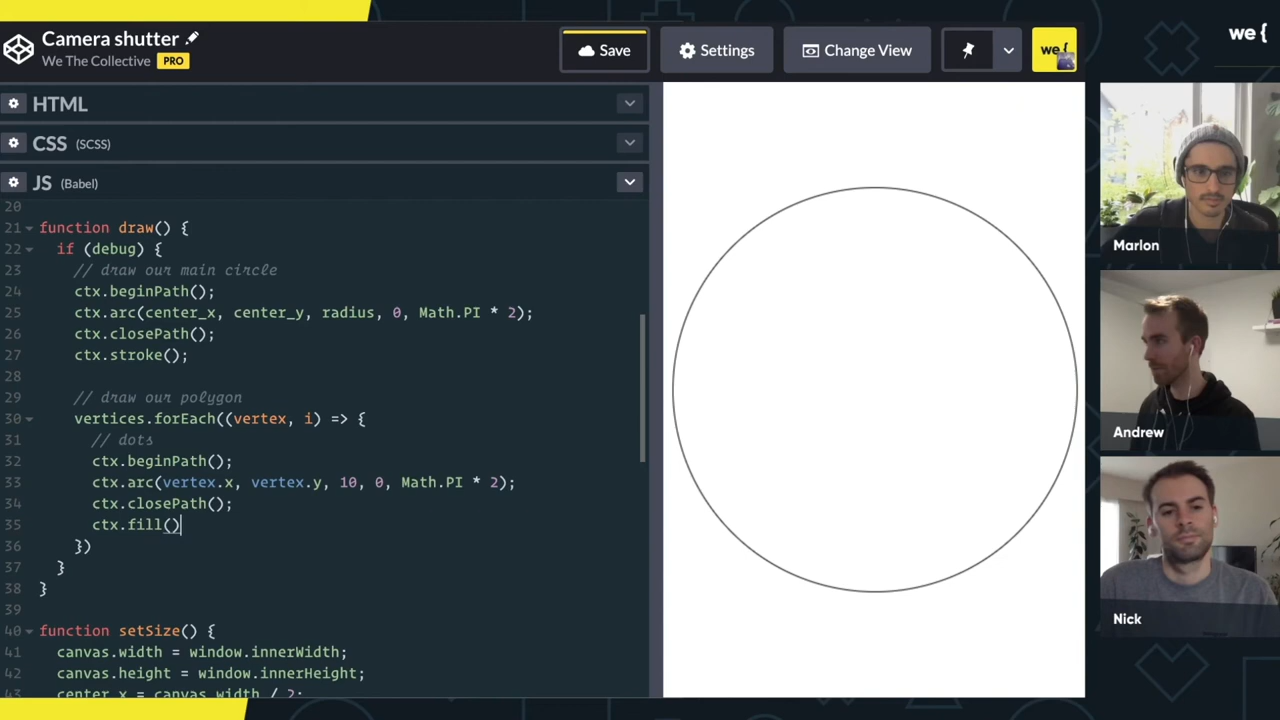 Camera shutter
We The Collective PRO
Save
Settings
Change View
we {
we {
HTML
CSS (SCSS)
JS (Babel)
20
21 function draw() {
22 if (debug) {
23 // draw our main circle
24 ctx.beginPath();
25 ctx.arc(center_x, center_y, radius, 0, Math.PI * 2);
26 ctx.closePath();
27 ctx.stroke();
28
29 // draw our polygon
30 vertices.forEach((vertex, i) => {
31 // dots
32 ctx.beginPath();
33 ctx.arc(vertex.x, vertex.y, 10, 0, Math.PI * 2);
34 ctx.closePath();
35 ctx.fill()
36 })
37 }
38 }
39
40 function setSize() {
41 canvas.width = window.innerWidth;
42 canvas.height = window.innerHeight;
43 center_x = canvas.width / 2;
Marlon
Andrew
Nick